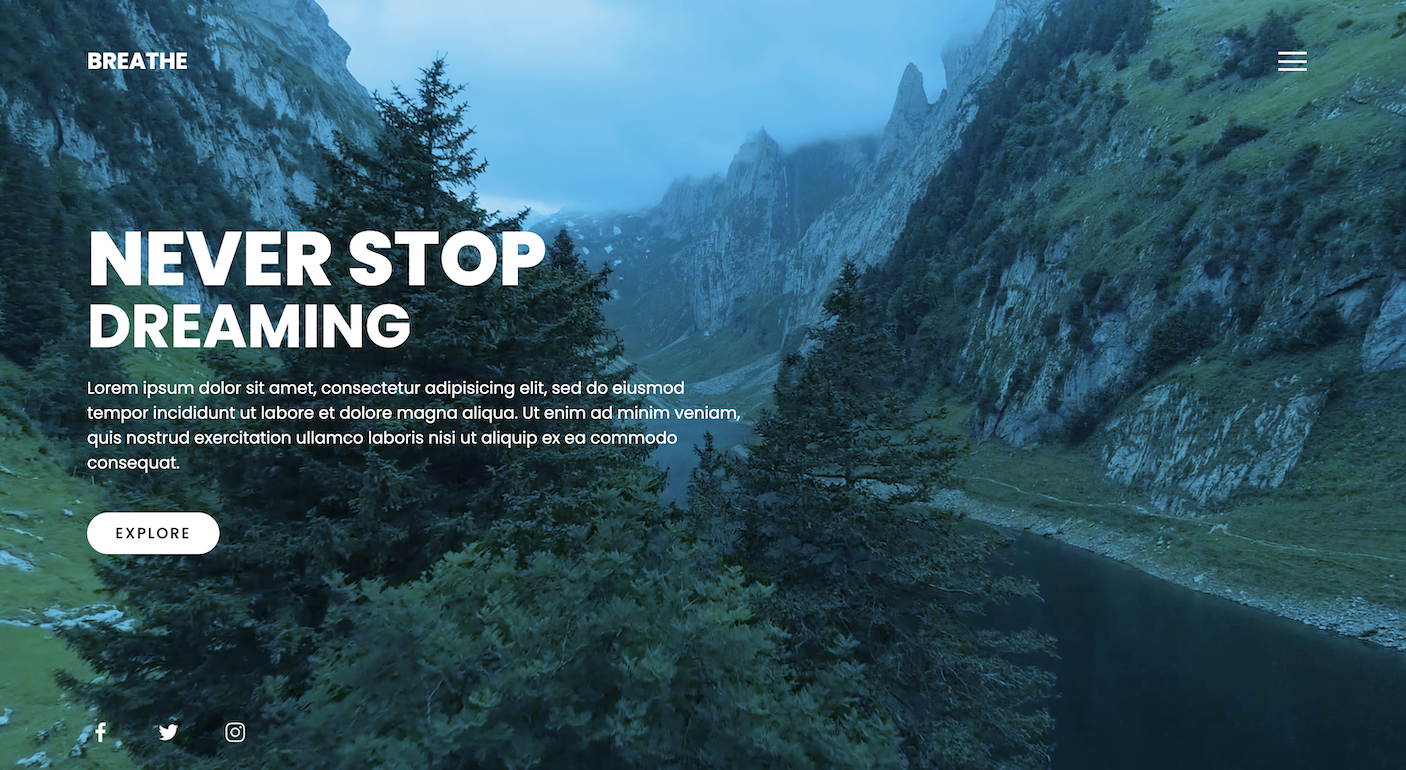 BREATHE
NEVER STOP
DREAMING
Lorem ipsum dolor sit amet, consectetur adipisicing elit, sed do eiusmod
tempor incididunt ut labore et dolore magna aliqua. Ut enim ad minim veniam,
quis nostrud exercitation ullamco laboris nisi ut aliquip ex ea commodo
consequat.
EXPLORE